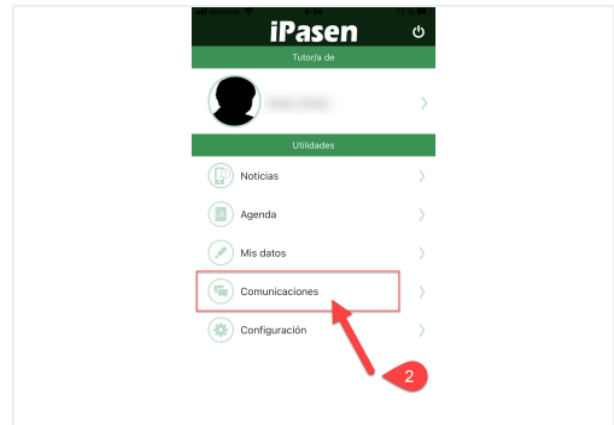 iPasen
Tutor/a de
Utilidades
Noticias
Agenda
Mis datos
Comunicaciones
Configuración
2